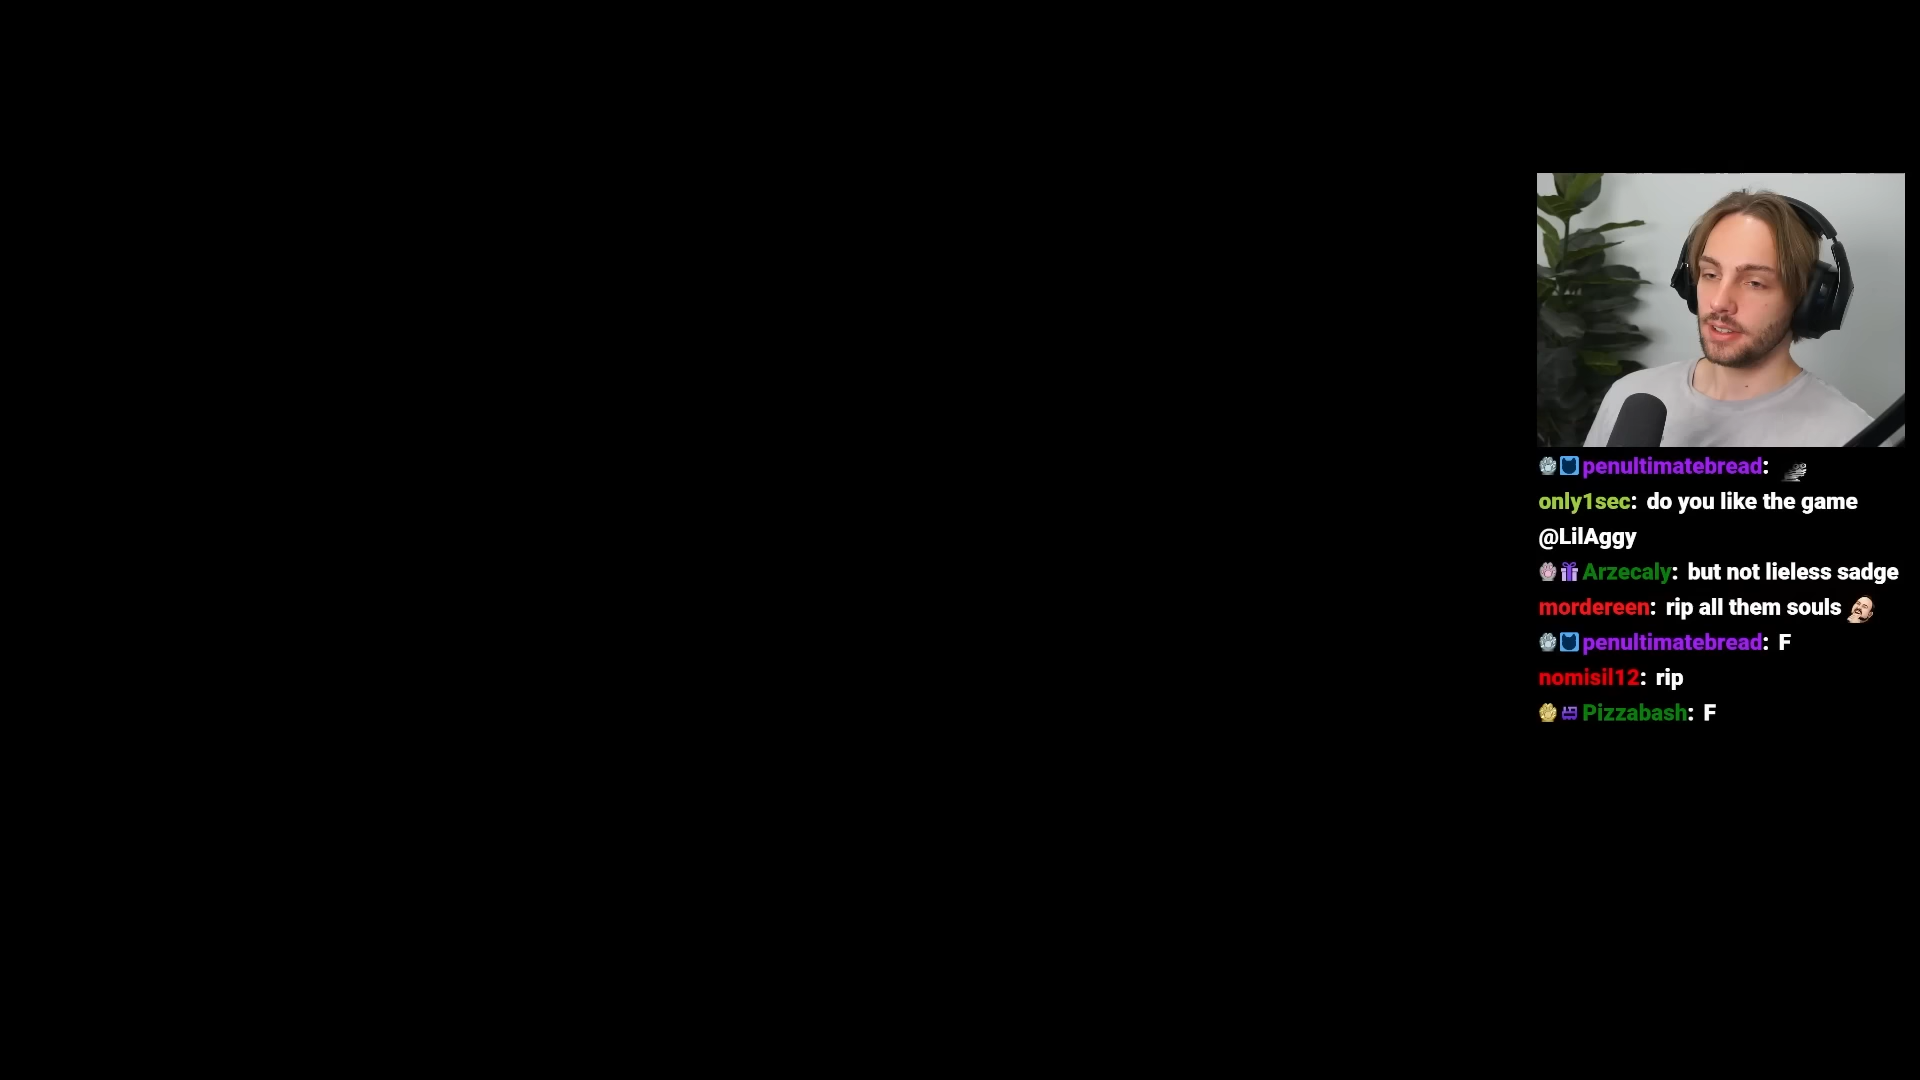 penultimatebread:
only1sec: do you like the game
@LilAggy
Arzecaly: but not lieless sadge
mordereen: rip all them souls
penultimatebread: F
nomisil12: rip
Pizzabash: F